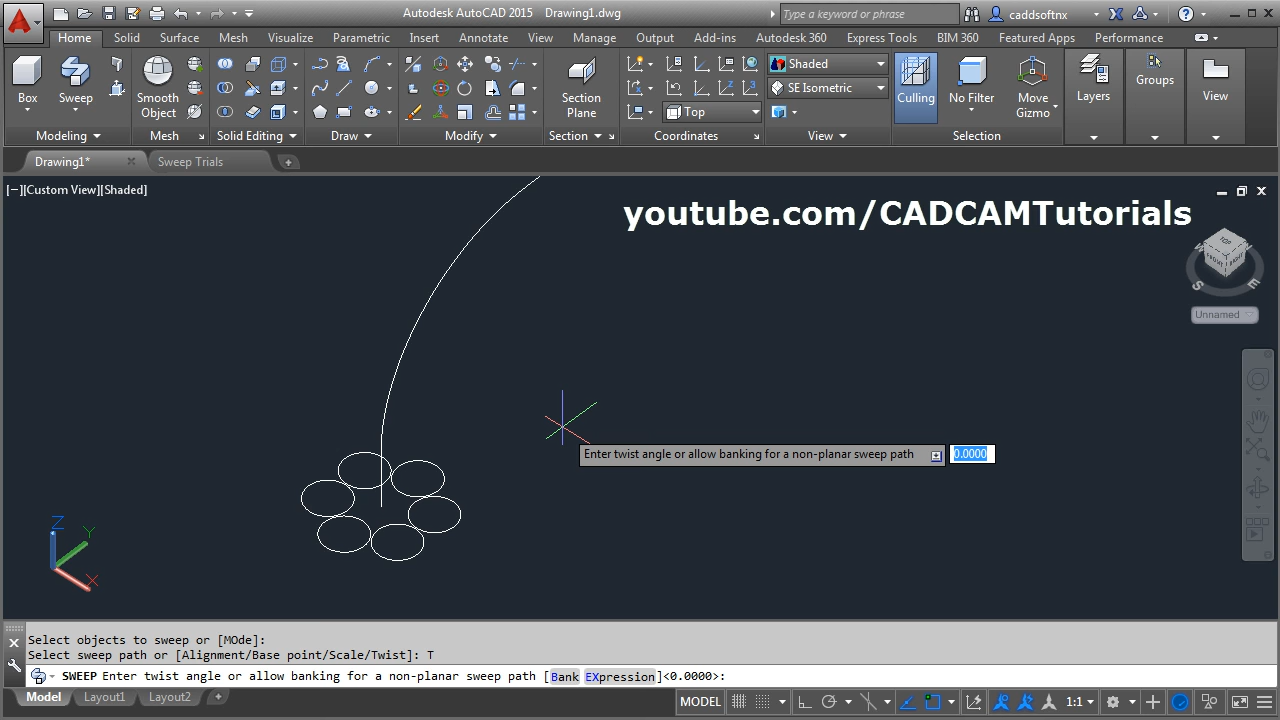 Autodesk AutoCAD 2015 Drawing1.dwg
Type a keyword or phrase
caddsoftnx
Home Solid Surface Mesh Visualize Parametric Insert Annotate View Manage Output Add-ins Autodesk 360 Express Tools BIM 360 Featured Apps Performance
Box
Sweep
Smooth
Object
Section
Plane
Shaded
SE Isometric
Top
Culling
No Filter
Move
Gizmo
Layers
Groups
View
Modeling Mesh Solid Editing Draw Modify Section Coordinates View Selection
Drawing1* Sweep Trials
[−][Custom View][Shaded]
youtube.com/CADCAMTutorials
TOP
FRONT RIGHT
S E
Unnamed
Enter twist angle or allow banking for a non-planar sweep path 0.0000
Z
Y
X
Select objects to sweep or [MOde]:
Select sweep path or [Alignment/Base point/Scale/Twist]: T
SWEEP Enter twist angle or allow banking for a non-planar sweep path [Bank EXpression]<0.0000>:
Model Layout1 Layout2 +
MODEL 1:1